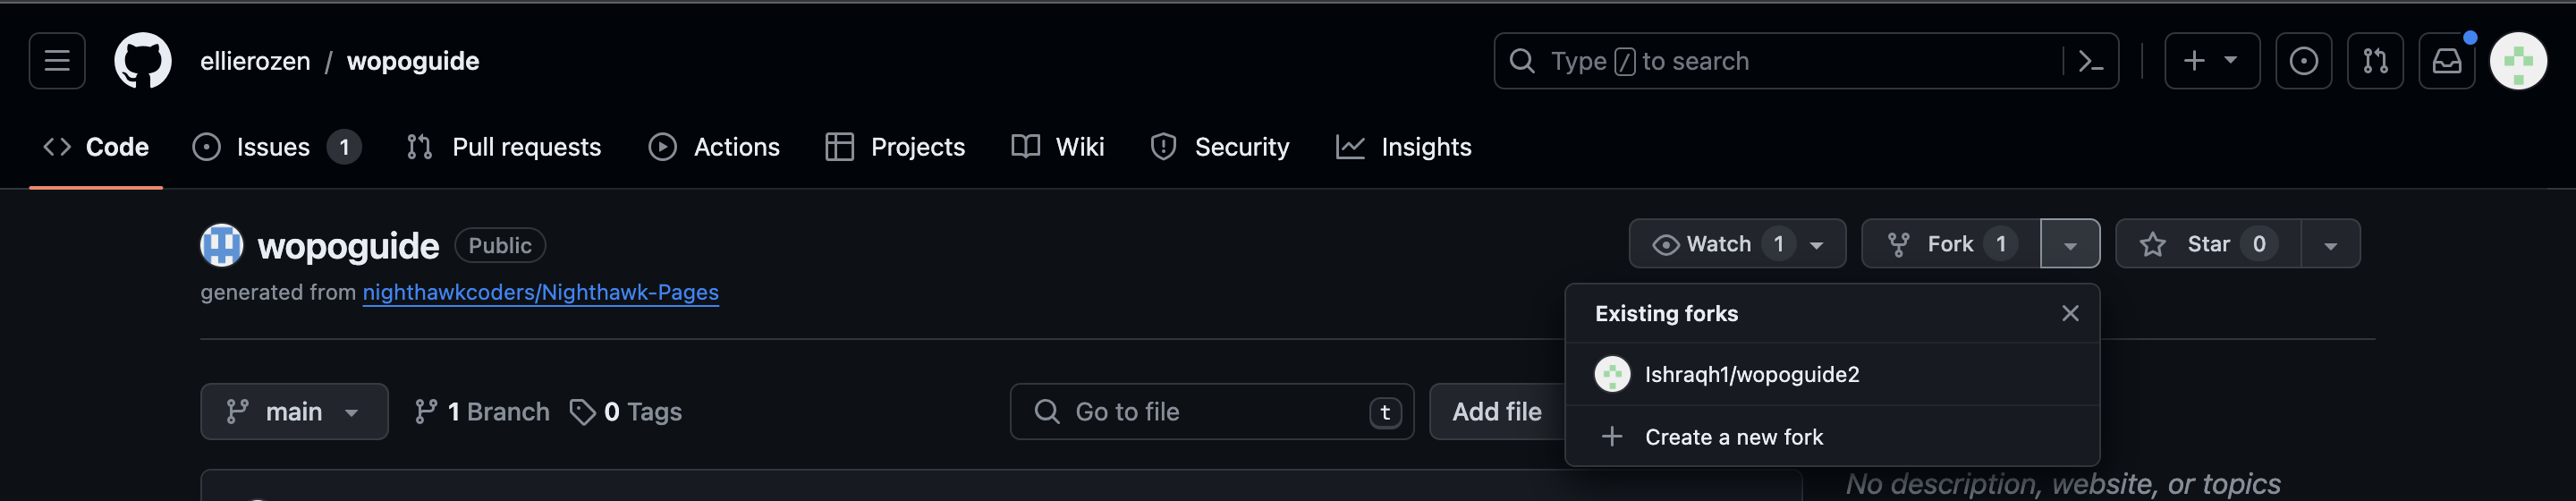 ellierozen / wopoguide
Type / to search
Code
Issues 1
Pull requests
Actions
Projects
Wiki
Security
Insights
wopoguide Public
Watch 1
Fork 1
Star 0
generated from nighthawkcoders/Nighthawk-Pages
Existing forks
Ishraqh1/wopoguide2
Create a new fork
main
1 Branch
0 Tags
Go to file t
Add file
No description, website, or topics